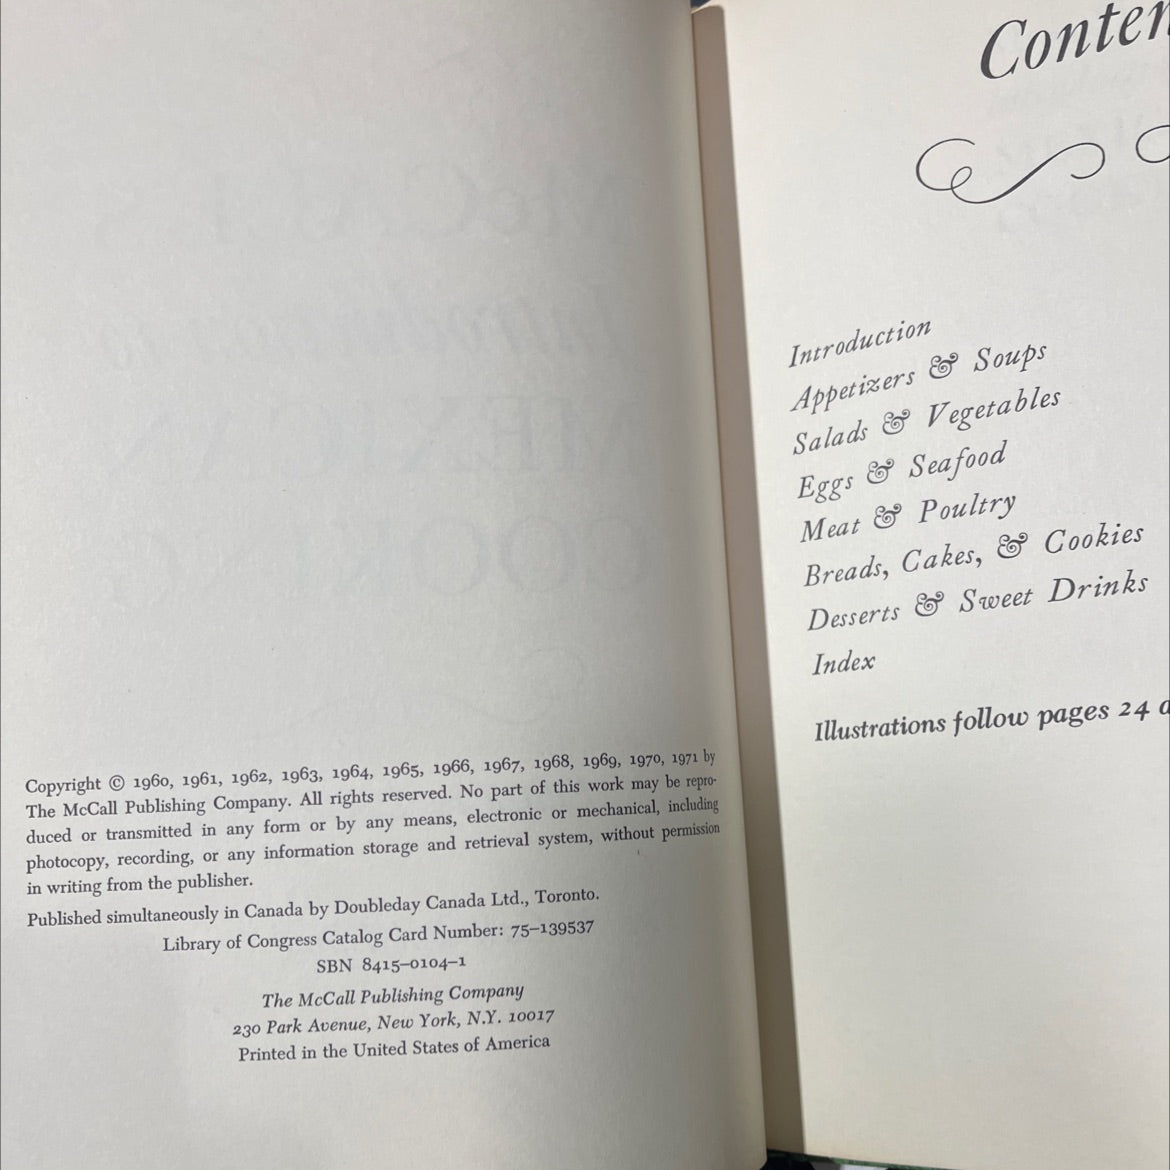 Copyright © 1960, 1961, 1962, 1963, 1964, 1965, 1966, 1967, 1968, 1969, 1970, 1971 by
The McCall Publishing Company. All rights reserved. No part of this work may be repro-
duced or transmitted in any form or by any means, electronic or mechanical, including
photocopy, recording, or any information storage and retrieval system, without permission
in writing from the publisher.
Published simultaneously in Canada by Doubleday Canada Ltd., Toronto.
Library of Congress Catalog Card Number: 75–139537
SBN 8415–0104–1
The McCall Publishing Company
230 Park Avenue, New York, N.Y. 10017
Printed in the United States of America
Conten
Introduction
Appetizers & Soups
Salads & Vegetables
Eggs & Seafood
Meat & Poultry
Breads, Cakes, & Cookies
Desserts & Sweet Drinks
Index
Illustrations follow pages 24 a